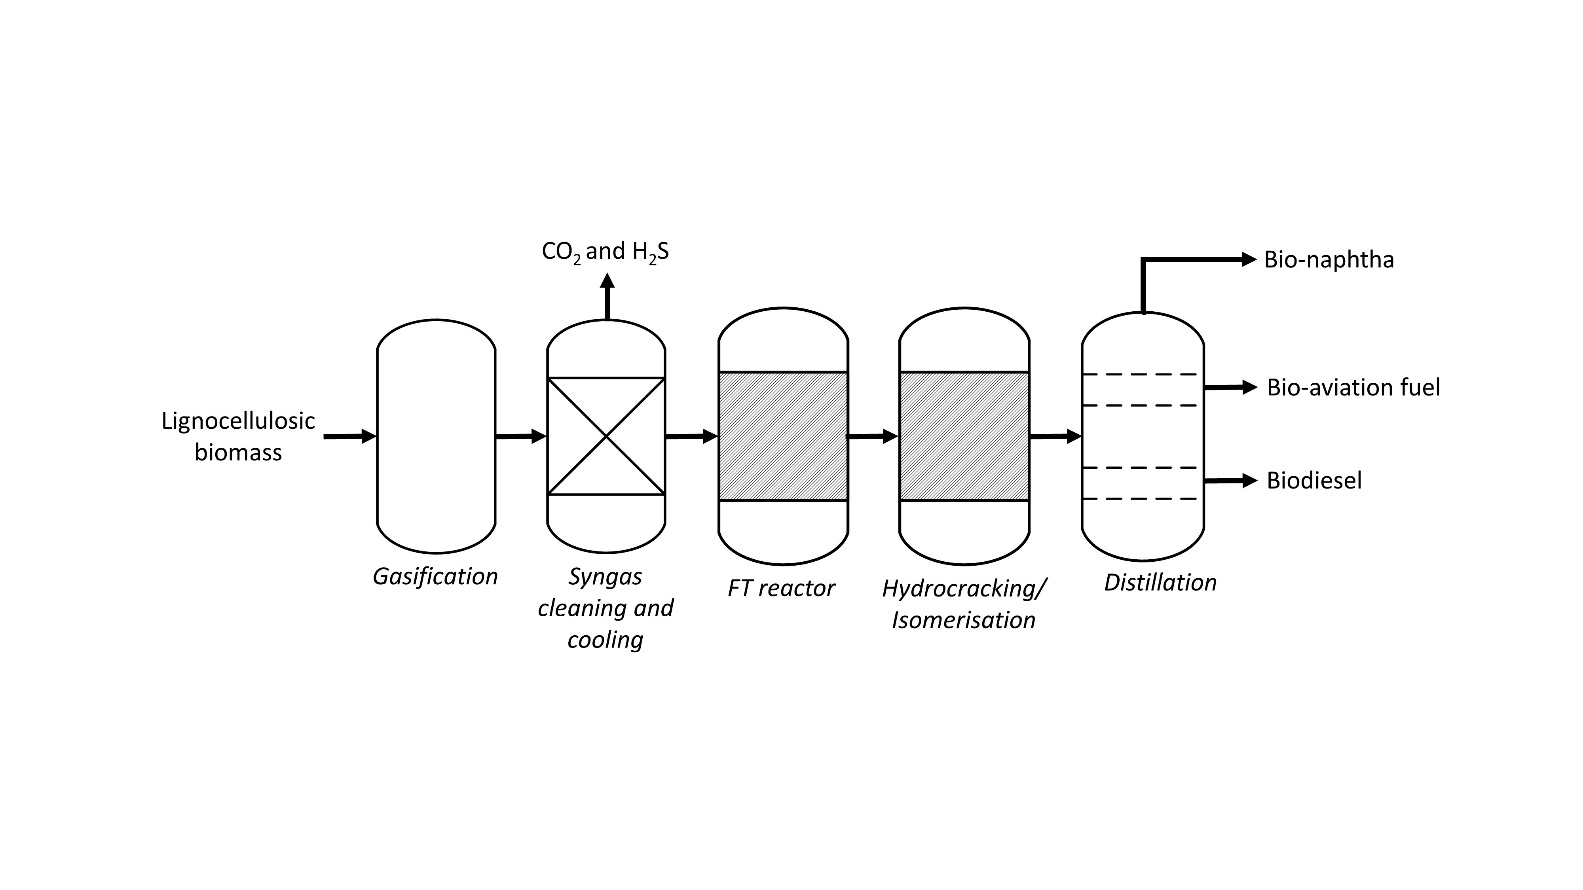 CO₂ and H₂S
Bio-naphtha
Bio-aviation fuel
Lignocellulosic
biomass
Biodiesel
Gasification
Syngas
cleaning and
cooling
FT reactor
Hydrocracking/
Isomerisation
Distillation